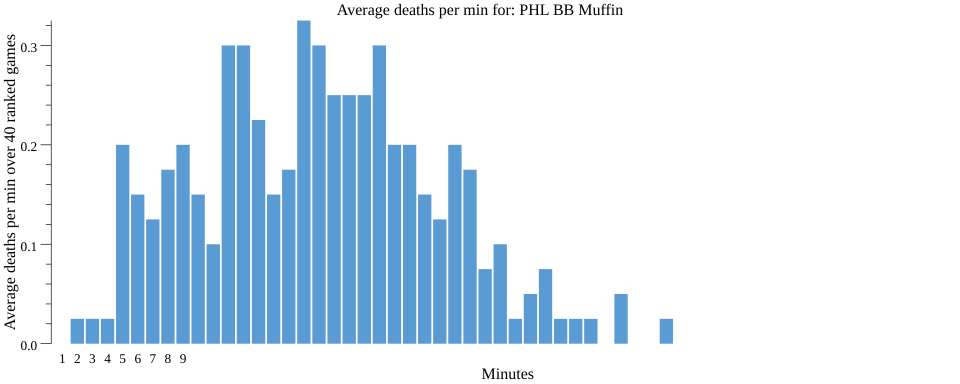 Average deaths per min for: PHL BB Muffin
Average deaths per min over 40 ranked games
0.3
0.2
0.1
0.0
1 2 3 4 5 6 7 8 9
Minutes